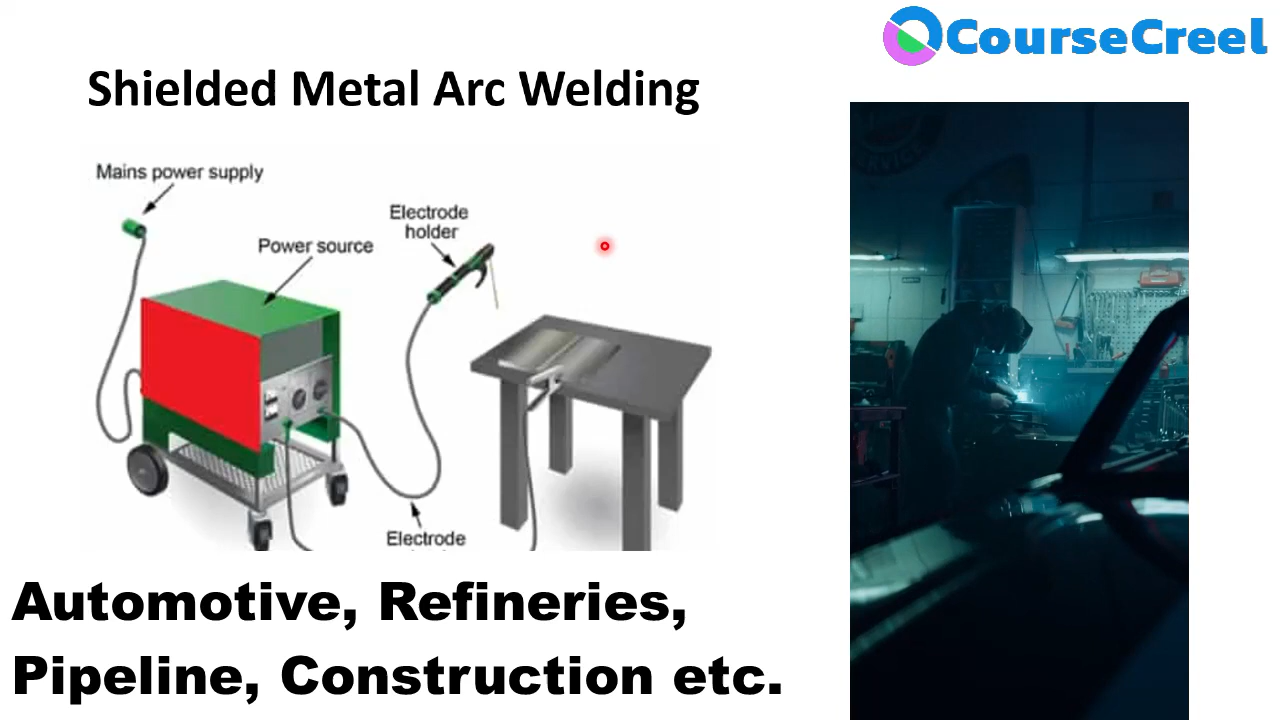 CourseCreel
Shielded Metal Arc Welding
Mains power supply
Electrode
holder
Power source
Electrode
Automotive, Refineries,
Pipeline, Construction etc.